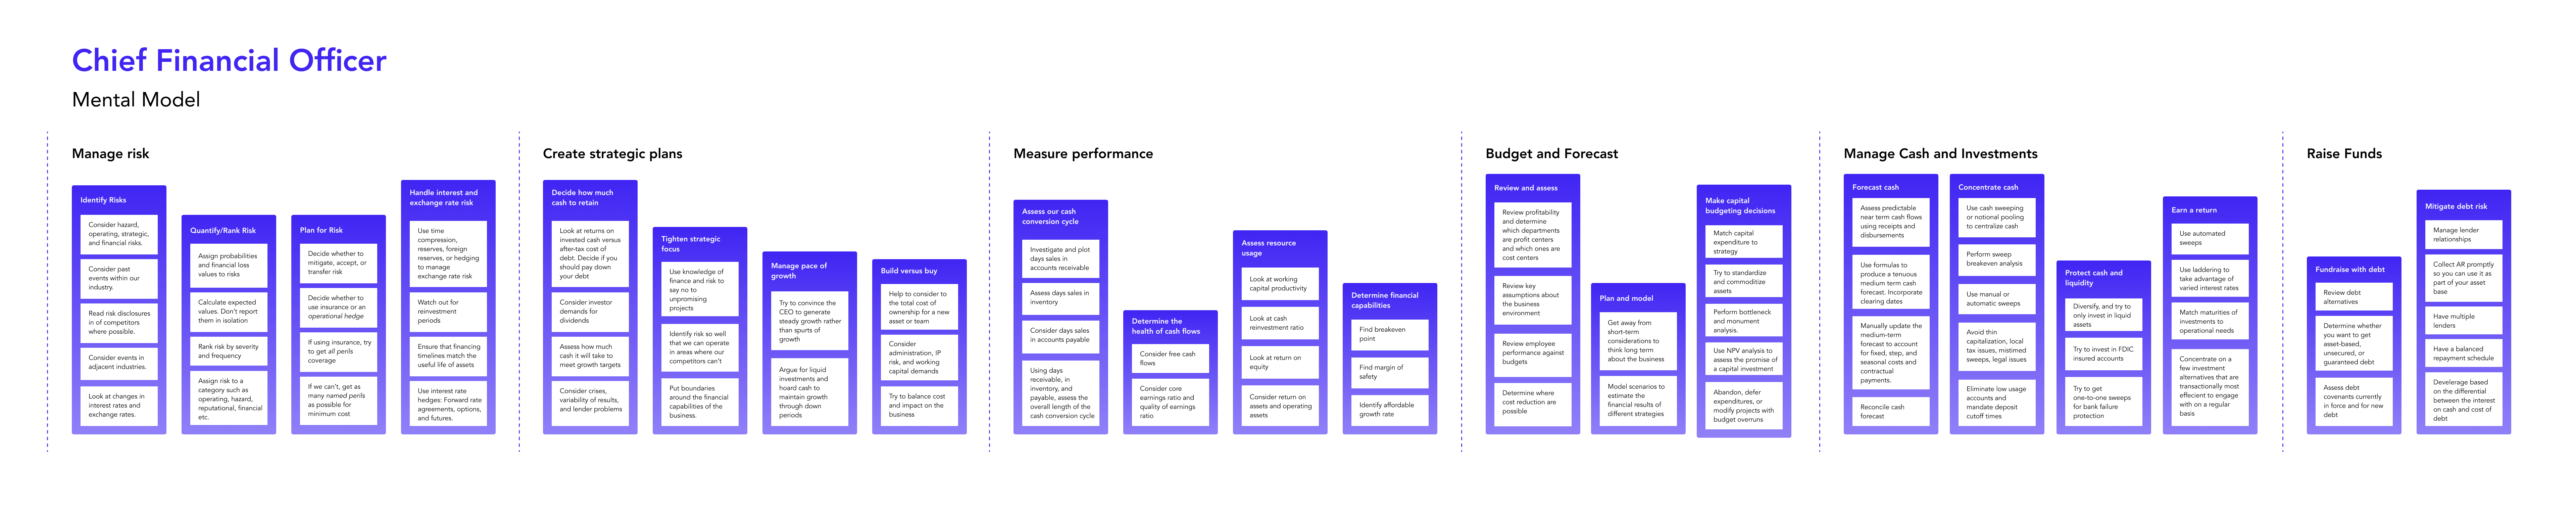 Chief Financial Officer
Mental Model
Manage risk
Identify Risks
Consider hazard,
operating, strategic,
and financial risks.
Consider past
events within our
industry.
Read risk disclosures
in of competitors
where possible.
Consider events in
adjacent industries.
Look at changes in
interest rates and
exchange rates.
Quantify/Rank Risk
Assign probabilities
and financial loss
values to risks
Calculate expected
values. Don't report
them in isolation
Rank risk by severity
and frequency
Assign risk to a
category such as
operating, hazard,
reputational, financial
etc.
Plan for Risk
Decide whether to
mitigate, accept, or
transfer risk
Decide whether to
use insurance or an
operational hedge
If using insurance, try
to get all perils
coverage
If we can't, get as
many named perils
as possible for
minimum cost
Handle interest and
exchange rate risk
Use time
compression,
reserves, foreign
reserves, or hedging
to manage
exchange rate risk
Watch out for
reinvestment
periods
Ensure that financing
timelines match the
useful life of assets
Use interest rate
hedges: Forward rate
agreements, options,
and futures.
Create strategic plans
Decide how much
cash to retain
Look at returns on
invested cash versus
after-tax cost of
debt. Decide if you
should pay down
your debt
Consider investor
demands for
dividends
Assess how much
cash it will take to
meet growth targets
Consider crises,
variability of results,
and lender problems
Tighten strategic
focus
Use knowledge of
finance and risk to
say no to
unpromising
projects
Identify risk so well
that we can operate
in areas where our
competitors can't
Put boundaries
around the financial
capabilities of the
business.
Manage pace of
growth
Try to convince the
CEO to generate
steady growth rather
than spurts of
growth
Argue for liquid
investments and
hoard cash to
maintain growth
through down
periods
Build versus buy
Help to consider to
the total cost of
ownership for a new
asset or team
Consider
administration, IP
risk, and working
capital demands
Try to balance cost
and impact on the
business
Measure performance
Assess our cash
conversion cycle
Investigate and plot
days sales in
accounts receivable
Assess days sales in
inventory
Consider days sales
in accounts payable
Using days
receivable, in
inventory, and
payable, assess the
overall length of the
cash conversion cycle
Determine the
health of cash flows
Consider free cash
flows
Consider core
earnings ratio and
quality of earnings
ratio
Assess resource
usage
Look at working
capital productivity
Look at cash
reinvestment ratio
Look at return on
equity
Consider return on
assets and operating
assets
Determine financial
capabilities
Find breakeven
point
Find margin of
safety
Identify affordable
growth rate
Budget and Forecast
Review and assess
Review profitability
and determine
which departments
are profit centers
and which ones are
cost centers
Review key
assumptions about
the business
environment
Review employee
performance against
budgets
Determine where
cost reduction are
possible
Plan and model
Get away from
short-term
considerations to
think long term
about the business
Model scenarios to
estimate the
financial results of
different strategies
Make capital
budgeting decisions
Match capital
expenditure to
strategy
Try to standardize
and commoditize
assets
Perform bottleneck
and monument
analysis.
Use NPV analysis to
assess the promise of
a capital investment
Abandon, defer
expenditures, or
modify projects with
budget overruns
Manage Cash and Investments
Forecast cash
Assess predictable
near term cash flows
using receipts and
disbursements
Use formulas to
produce a tenuous
medium term cash
forecast. Incorporate
clearing dates
Manually update the
medium-term
forecast to account
for fixed, step, and
seasonal costs and
contractual
payments.
Reconcile cash
forecast
Concentrate cash
Use cash sweeping
or notional pooling
to centralize cash
Perform sweep
breakeven analysis
Use manual or
automatic sweeps
Avoid thin
capitalization, local
tax issues, mistimed
sweeps, legal issues
Eliminate low usage
accounts and
mandate deposit
cutoff times
Protect cash and
liquidity
Diversify, and try to
only invest in liquid
assets
Try to invest in FDIC
insured accounts
Try to get
one-to-one sweeps
for bank failure
protection
Earn a return
Use automated
sweeps
Use laddering to
take advantage of
varied interest rates
Match maturities of
investments to
operational needs
Concentrate on a
few investment
alternatives that are
transactionally most
effecient to engage
with on a regular
basis
Raise Funds
Fundraise with debt
Review debt
alternatives
Determine whether
you want to get
asset-based,
unsecured, or
guaranteed debt
Assess debt
covenants currently
in force and for new
debt
Mitigate debt risk
Manage lender
relationships
Collect AR promptly
so you can use it as
part of your asset
base
Have multiple
lenders
Have a balanced
repayment schedule
Develerage based
on the differential
between the interest
on cash and cost of
debt